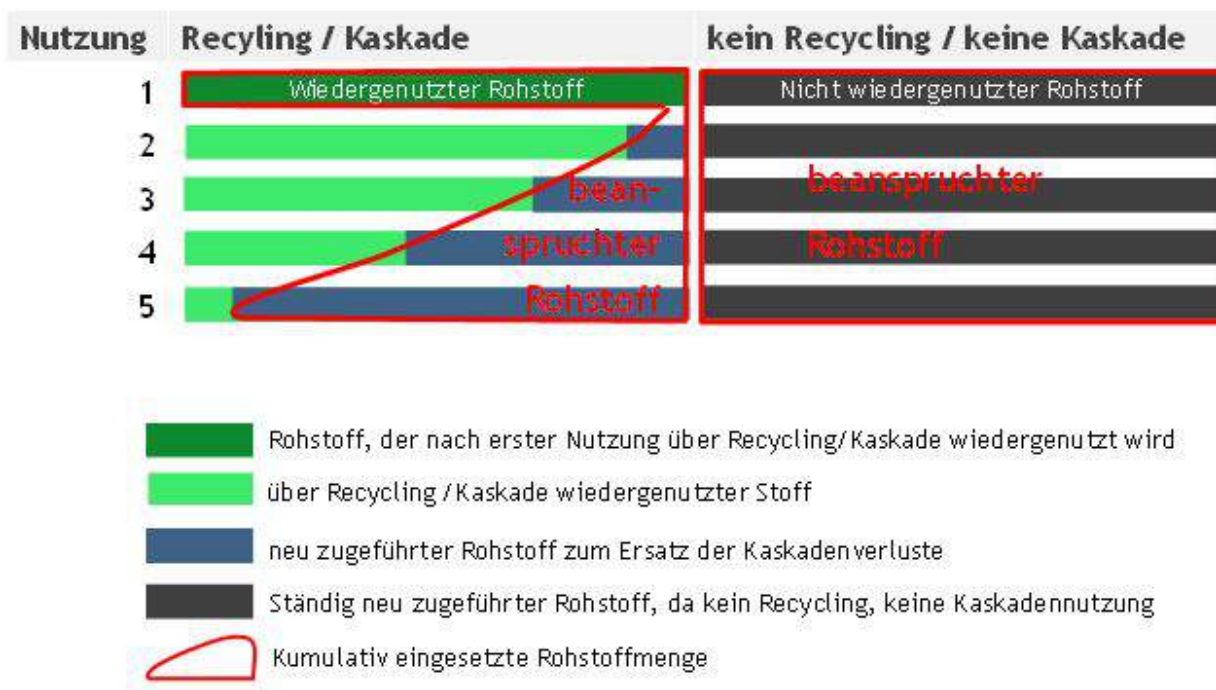 Nutzung Recyling / Kaskade kein Recycling / keine Kaskade
1 Wiedergenutzter Rohstoff Nicht wiedergenutzter Rohstoff
2
3 bean- beanspruchter
4 spruchter Rohstoff
5 Rohstoff
Rohstoff, der nach erster Nutzung über Recycling/Kaskade wiedergenutzt wird
über Recycling /Kaskade wiedergenutzter Stoff
neu zugeführter Rohstoff zum Ersatz der Kaskadenverluste
Ständig neu zugeführter Rohstoff, da kein Recycling, keine Kaskadennutzung
Kumulativ eingesetzte Rohstoffmenge